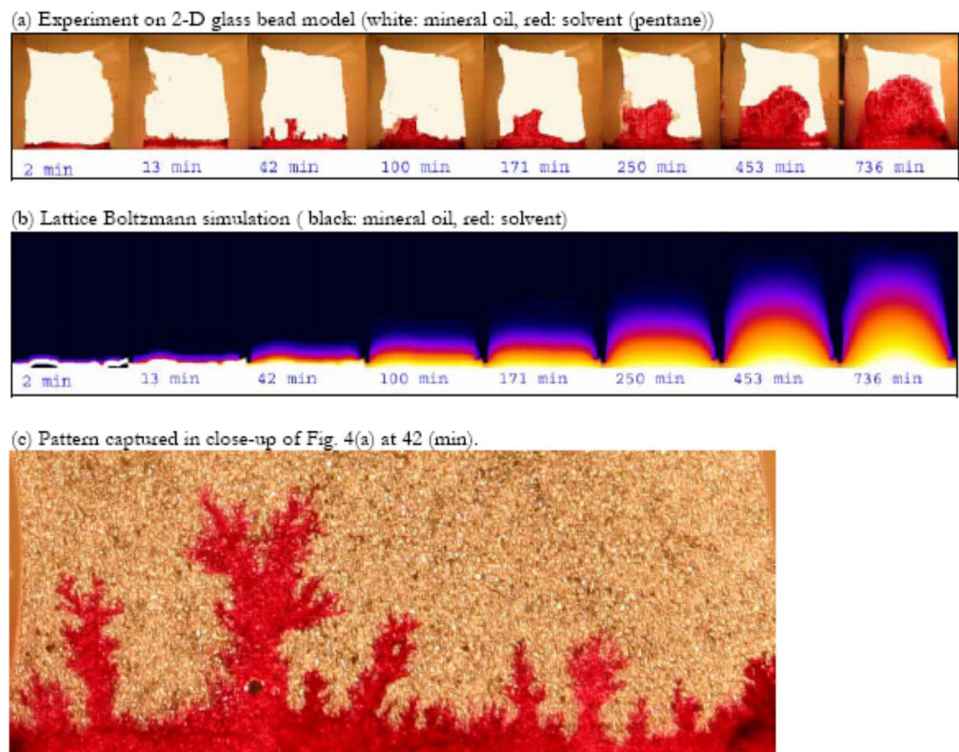 (a) Experiment on 2-D glass bead model (white: mineral oil, red: solvent (pentane))
2 min 13 min 42 min 100 min 171 min 250 min 453 min 736 min
(b) Lattice Boltzmann simulation ( black: mineral oil, red: solvent)
2 min 13 min 42 min 100 min 171 min 250 min 453 min 736 min
(c) Pattern captured in close-up of Fig. 4(a) at 42 (min).